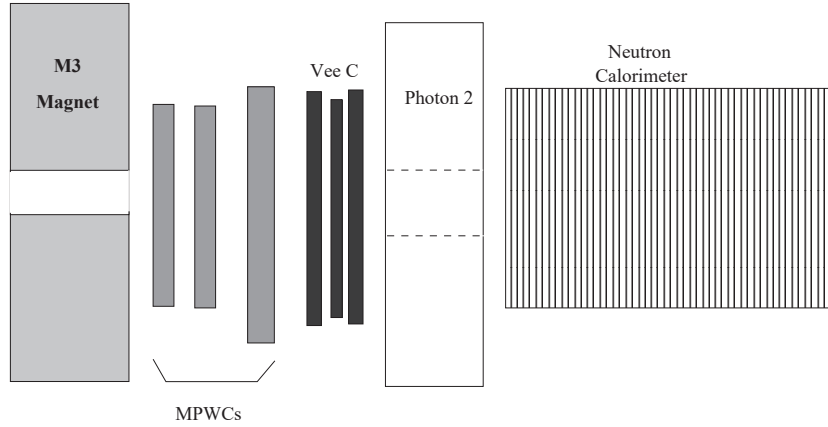 M3
Magnet
Vee C
Photon 2
Neutron
Calorimeter
MPWCs